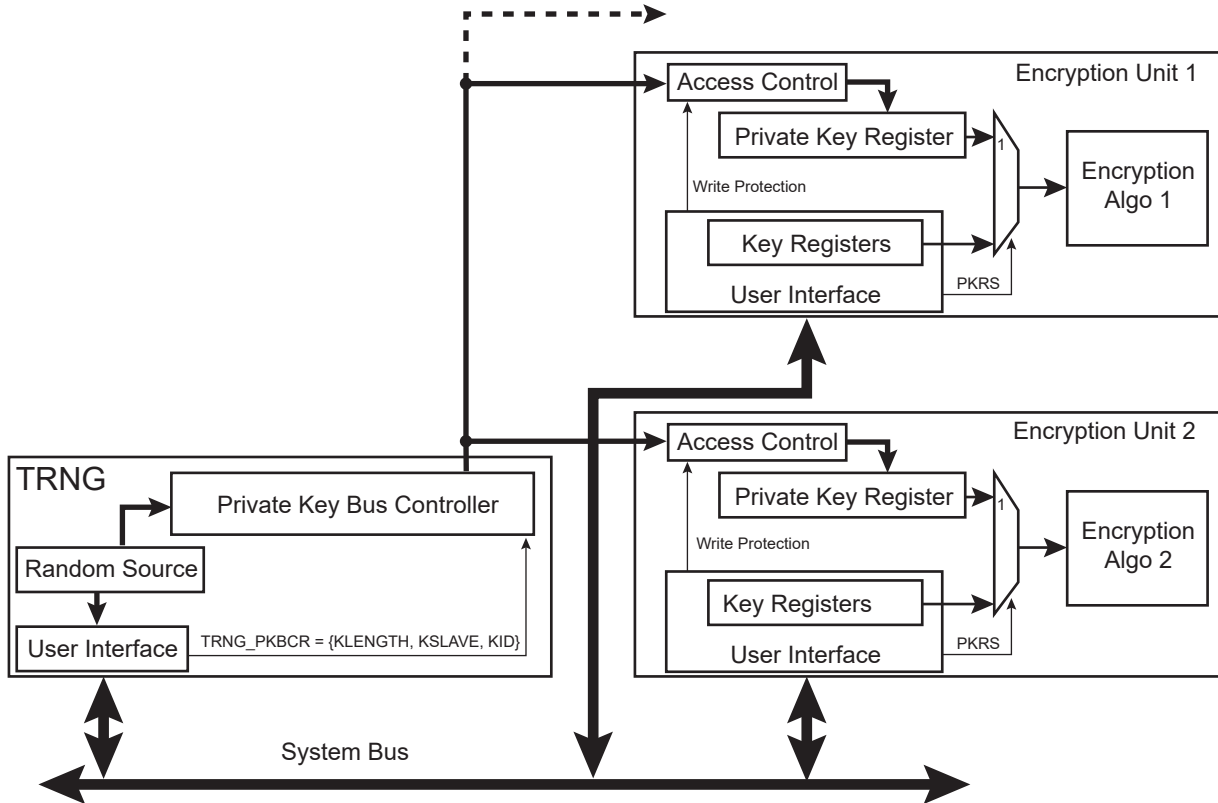 Encryption Unit 1
Access Control
Private Key Register
1
Write Protection
Encryption
Algo 1
Key Registers
User Interface
PKRS
Encryption Unit 2
Access Control
Private Key Register
1
Write Protection
Encryption
Algo 2
Key Registers
User Interface
PKRS
TRNG
Private Key Bus Controller
Random Source
User Interface
TRNG_PKBCR = {KLENGTH, KSLAVE, KID}
System Bus